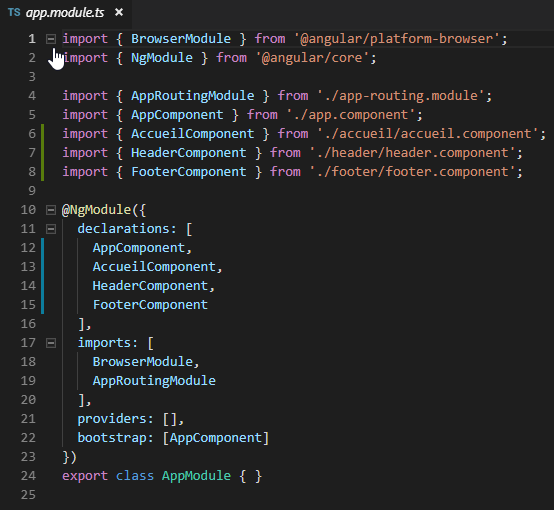 TS app.module.ts ×
1 import { BrowserModule } from '@angular/platform-browser';
2 import { NgModule } from '@angular/core';
3
4 import { AppRoutingModule } from './app-routing.module';
5 import { AppComponent } from './app.component';
6 import { AccueilComponent } from './accueil/accueil.component';
7 import { HeaderComponent } from './header/header.component';
8 import { FooterComponent } from './footer/footer.component';
9
10 @NgModule({
11   declarations: [
12     AppComponent,
13     AccueilComponent,
14     HeaderComponent,
15     FooterComponent
16   ],
17   imports: [
18     BrowserModule,
19     AppRoutingModule
20   ],
21   providers: [],
22   bootstrap: [AppComponent]
23 })
24 export class AppModule { }
25